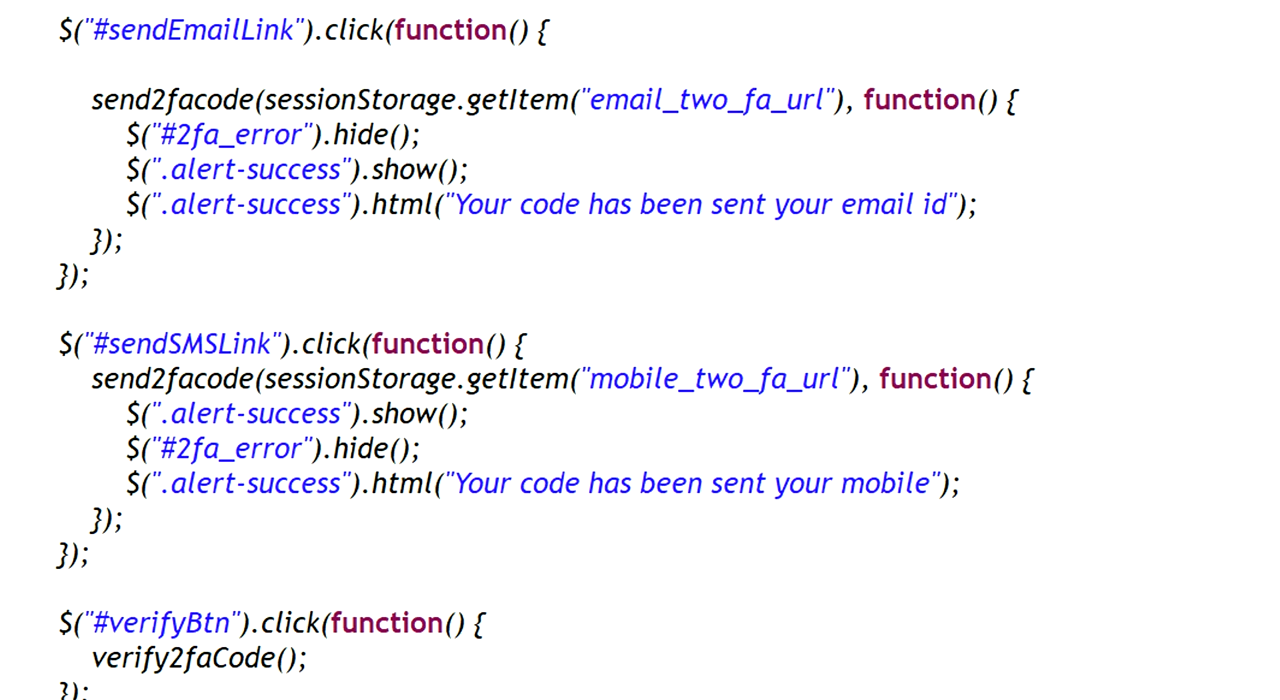 $("#sendEmailLink").click(function() {
send2facode(sessionStorage.getItem("email_two_fa_url"), function() {
$("#2fa_error").hide();
$(".alert-success").show();
$(".alert-success").html("Your code has been sent your email id");
});
});
$("#sendSMSLink").click(function() {
send2facode(sessionStorage.getItem("mobile_two_fa_url"), function() {
$(".alert-success").show();
$("#2fa_error").hide();
$(".alert-success").html("Your code has been sent your mobile");
});
});
$("#verifyBtn").click(function() {
verify2faCode();
});